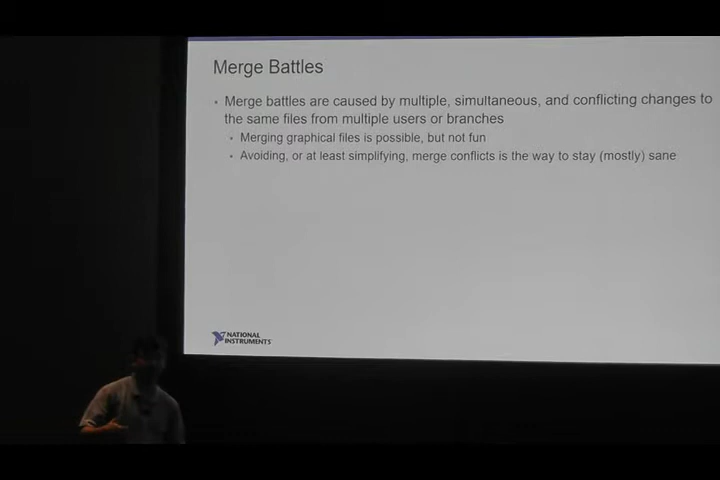 Merge Battles
• Merge battles are caused by multiple, simultaneous, and conflicting changes to
the same files from multiple users or branches
• Merging graphical files is possible, but not fun
• Avoiding, or at least simplifying, merge conflicts is the way to stay (mostly) sane
NATIONAL
INSTRUMENTS